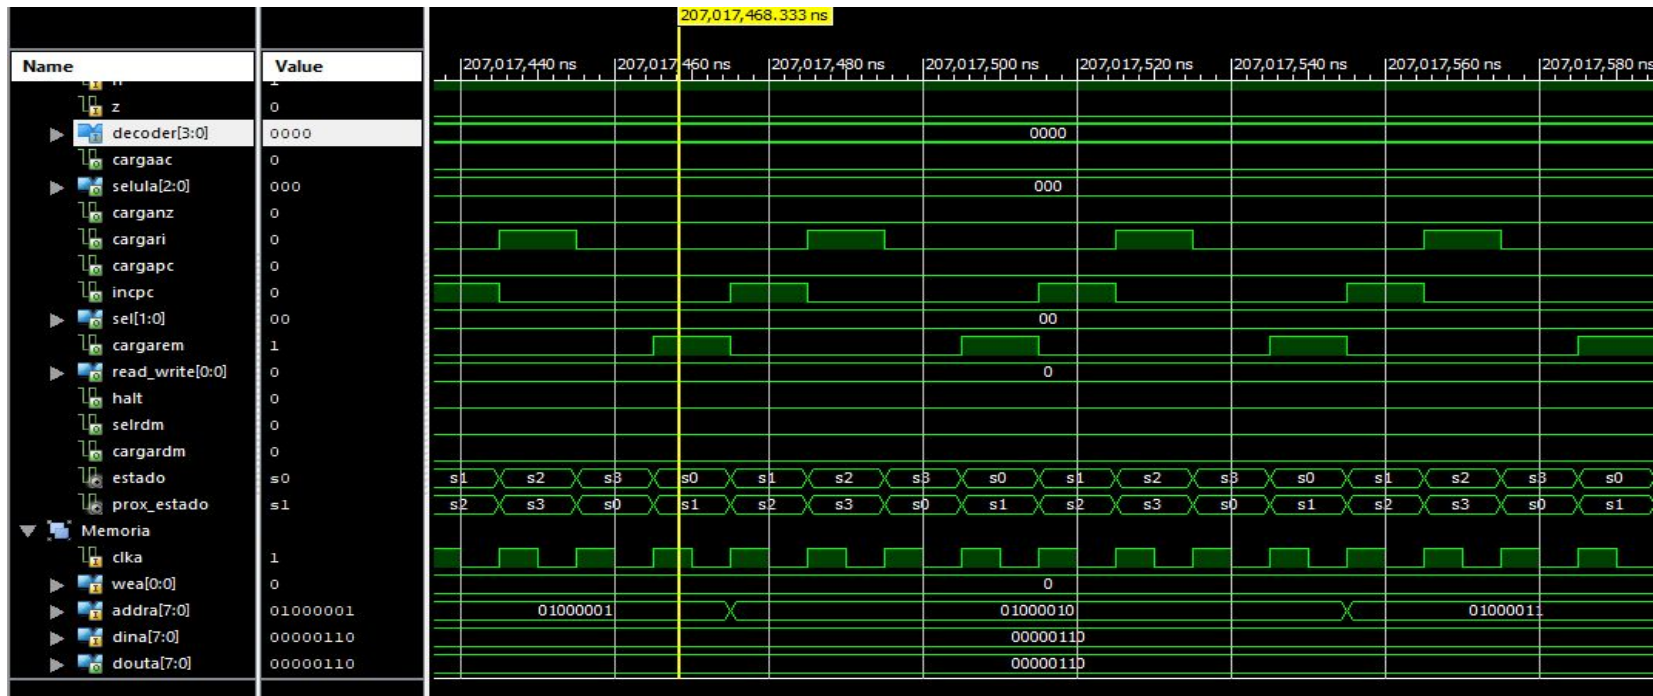 207,017,468.333 ns
Name Value 207,017,440 ns 207,017,460 ns 207,017,480 ns 207,017,500 ns 207,017,520 ns 207,017,540 ns 207,017,560 ns 207,017,580 ns
z 0
decoder[3:0] 0000 0000
cargaac 0
selula[2:0] 000 000
carganz 0
cargari 0
cargapc 0
incpc 0
sel[1:0] 00 00
cargarem 1
read_write[0:0] 0 0
halt 0
selrdm 0
cargardm 0
estado s0 s1 s2 s3 s0 s1 s2 s3 s0 s1 s2 s3 s0 s1 s2 s3 s0
prox_estado s1 s2 s3 s0 s1 s2 s3 s0 s1 s2 s3 s0 s1 s2 s3 s0 s1
Memoria
clka 1
wea[0:0] 0 0
addra[7:0] 01000001 01000001 01000010 01000011
dina[7:0] 00000110 00000110
douta[7:0] 00000110 00000110